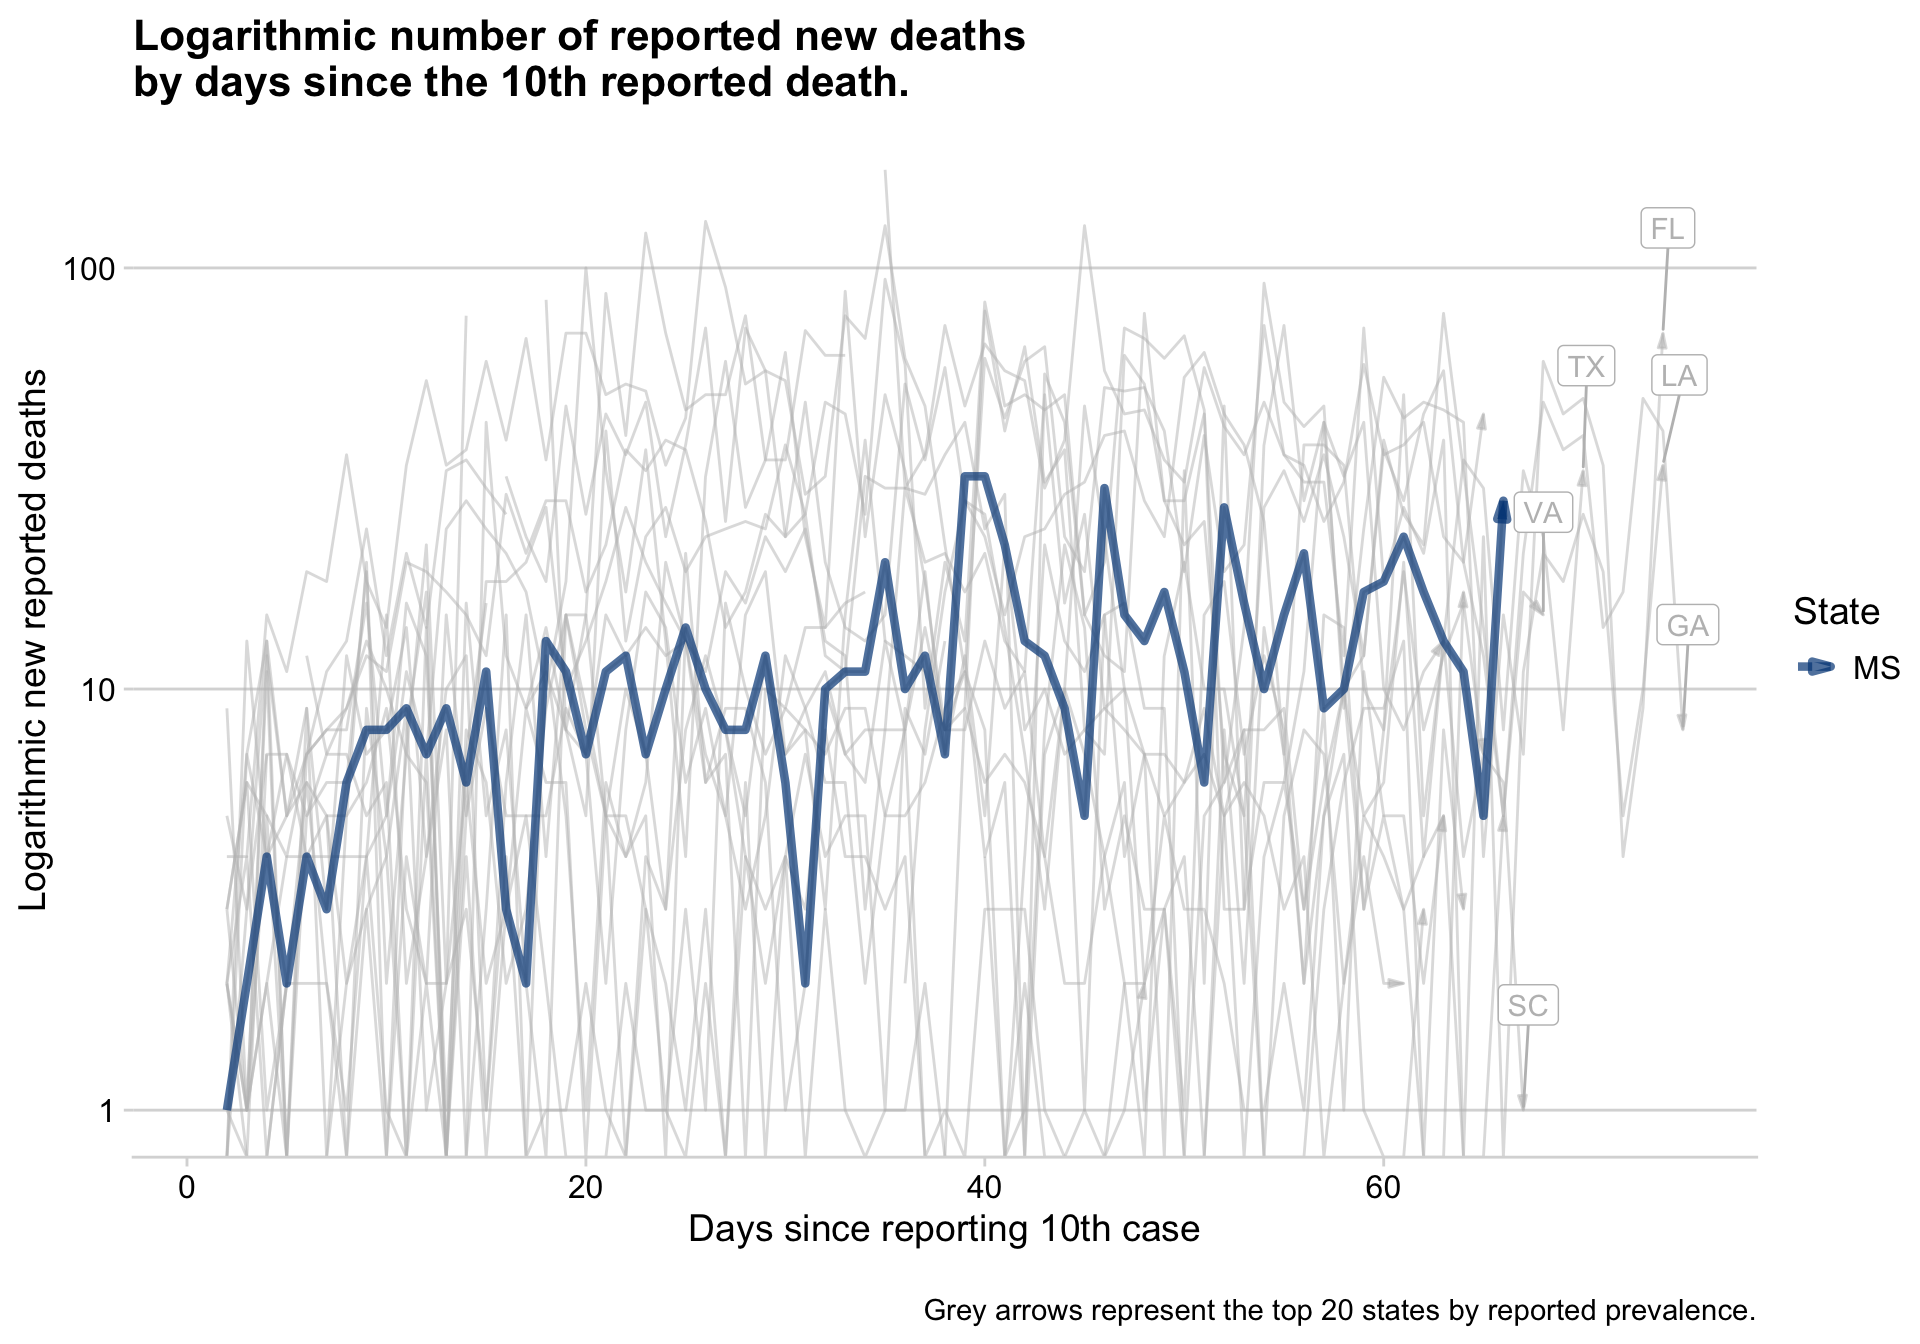 Logarithmic number of reported new deaths
by days since the 10th reported death.
Logarithmic new reported deaths
100
10
1
FL
TX
LA
VA
GA
SC
State
MS
0
20
40
60
Days since reporting 10th case
Grey arrows represent the top 20 states by reported prevalence.